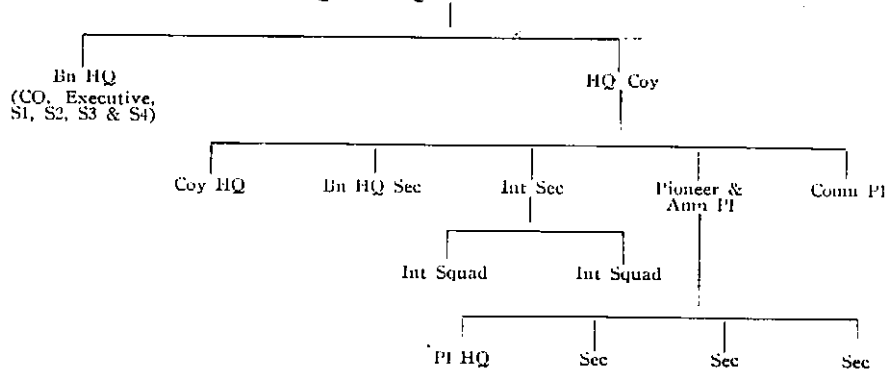 Bn HQ
(CO, Executive,
S1, S2, S3 & S4)
HQ Coy
Coy HQ
Bn HQ Sec
Int Sec
Pioneer &
Amn Pl
Comm Pl
Int Squad
Int Squad
Pl HQ
Sec
Sec
Sec